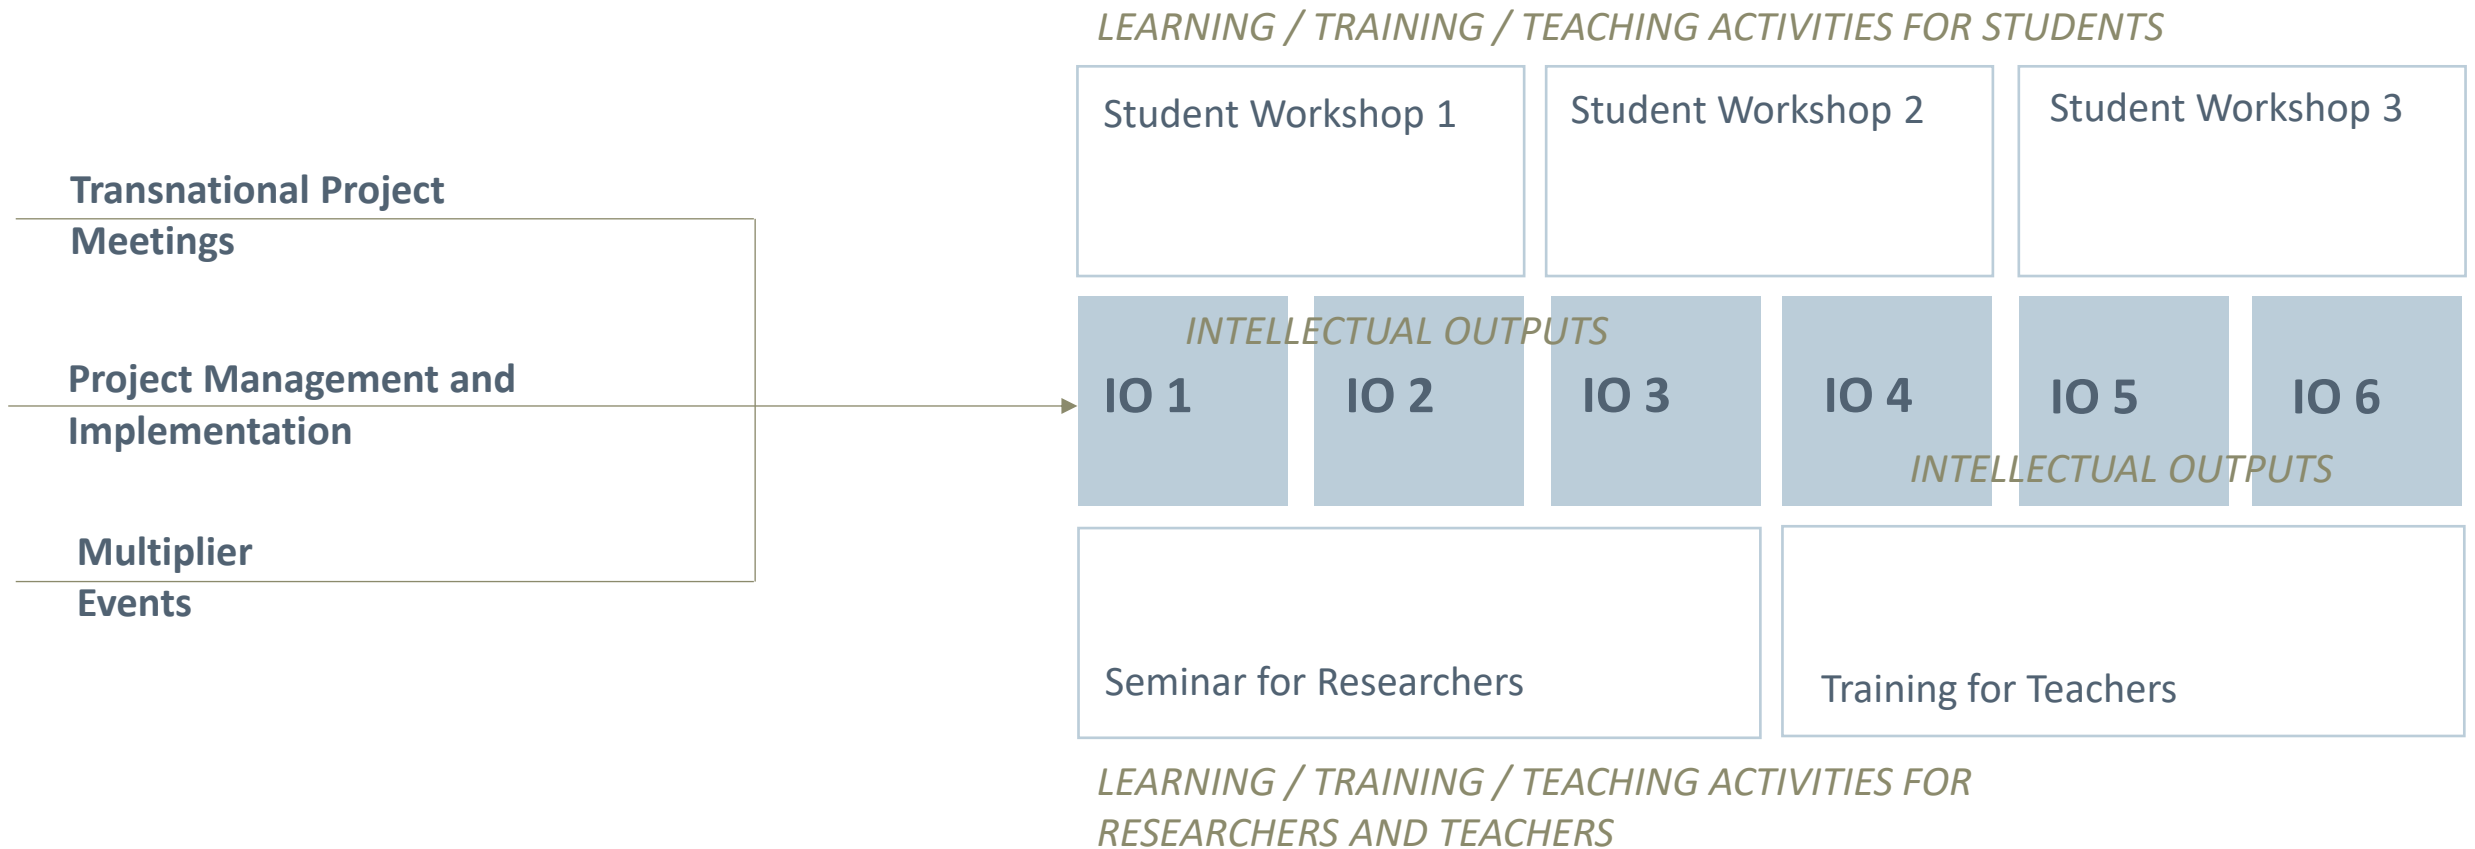 LEARNING / TRAINING / TEACHING ACTIVITIES FOR STUDENTS
Student Workshop 1
Student Workshop 2
Student Workshop 3
Transnational Project
Meetings
Project Management and
Implementation
Multiplier
Events
INTELLECTUAL OUTPUTS
IO 1
IO 2
IO 3
IO 4
IO 5
IO 6
INTELLECTUAL OUTPUTS
Seminar for Researchers
Training for Teachers
LEARNING / TRAINING / TEACHING ACTIVITIES FOR
RESEARCHERS AND TEACHERS